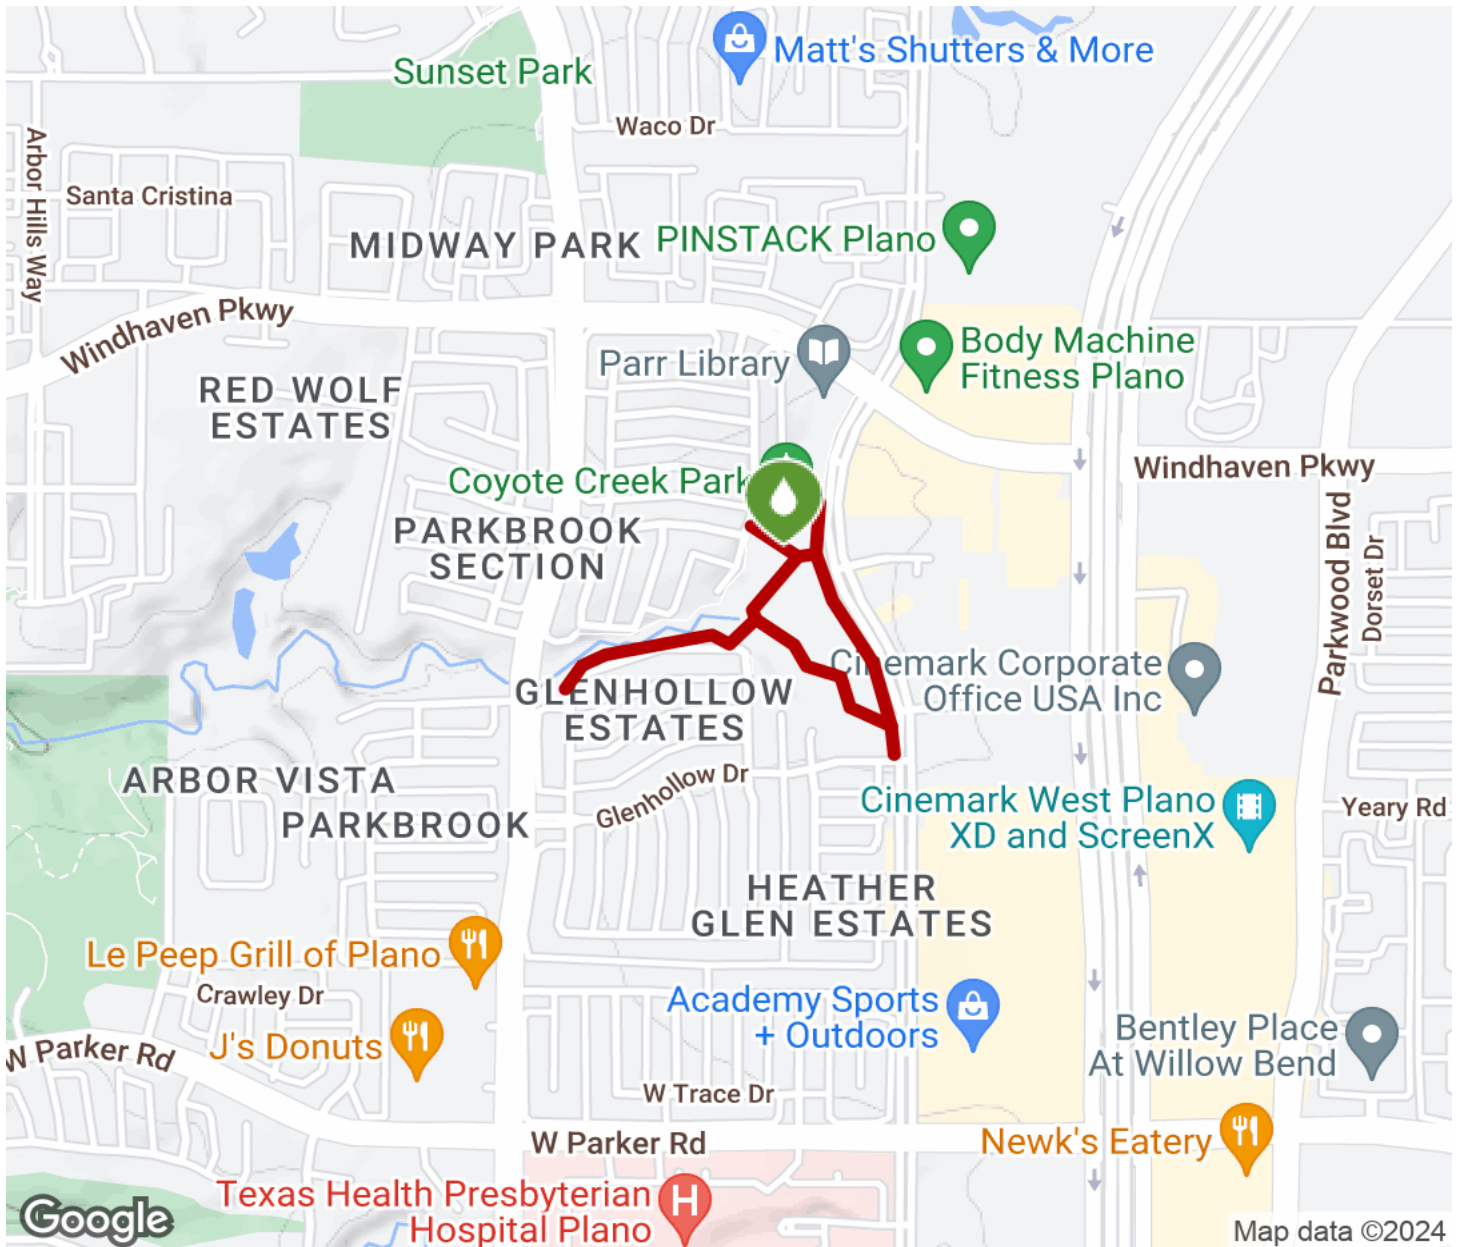 Matt's Shutters & More
Sunset Park
Waco Dr
Arbor Hills Way
Santa Cristina
MIDWAY PARK
PINSTACK Plano
Windhaven Pkwy
Parr Library
Body Machine
Fitness Plano
RED WOLF
ESTATES
Coyote Creek Park
Windhaven Pkwy
PARKBROOK
SECTION
Parkwood Blvd
Dorset Dr
Cinemark Corporate
Office USA Inc
GLENHOLLOW
ESTATES
ARBOR VISTA
Glenhollow Dr
PARKBROOK
Cinemark West Plano
XD and ScreenX
Yeary Rd
HEATHER
GLEN ESTATES
Le Peep Grill of Plano
Crawley Dr
Academy Sports
+ Outdoors
J's Donuts
W Parker Rd
Bentley Place
At Willow Bend
W Trace Dr
W Parker Rd
Newk's Eatery
Texas Health Presbyterian
Hospital Plano
H
Google
Map data ©2024